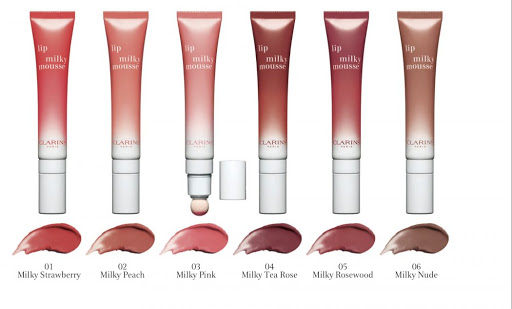 lip
milky
mousse
lip
milky
mousse
lip
milky
mousse
lip
milky
mousse
lip
milky
mousse
lip
milky
mousse
CLARINS
PARIS
CLARINS
PARIS
CLARINS
PARIS
CLARINS
PARIS
CLARINS
PARIS
CLARINS
PARIS
01
Milky Strawberry
02
Milky Peach
03
Milky Pink
04
Milky Tea Rose
05
Milky Rosewood
06
Milky Nude